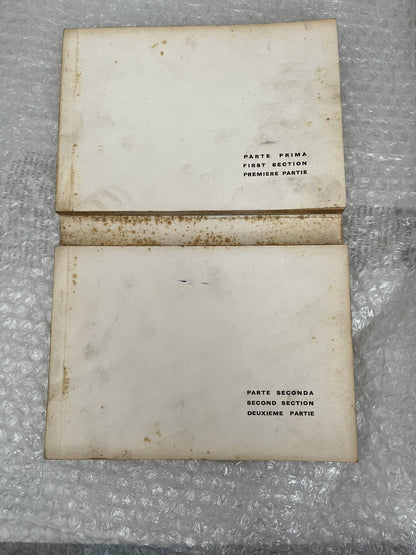 PARTE PRIMA
FIRST SECTION
PREMIERE PARTIE
PARTE SECONDA
SECOND SECTION
DEUXIEME PARTIE